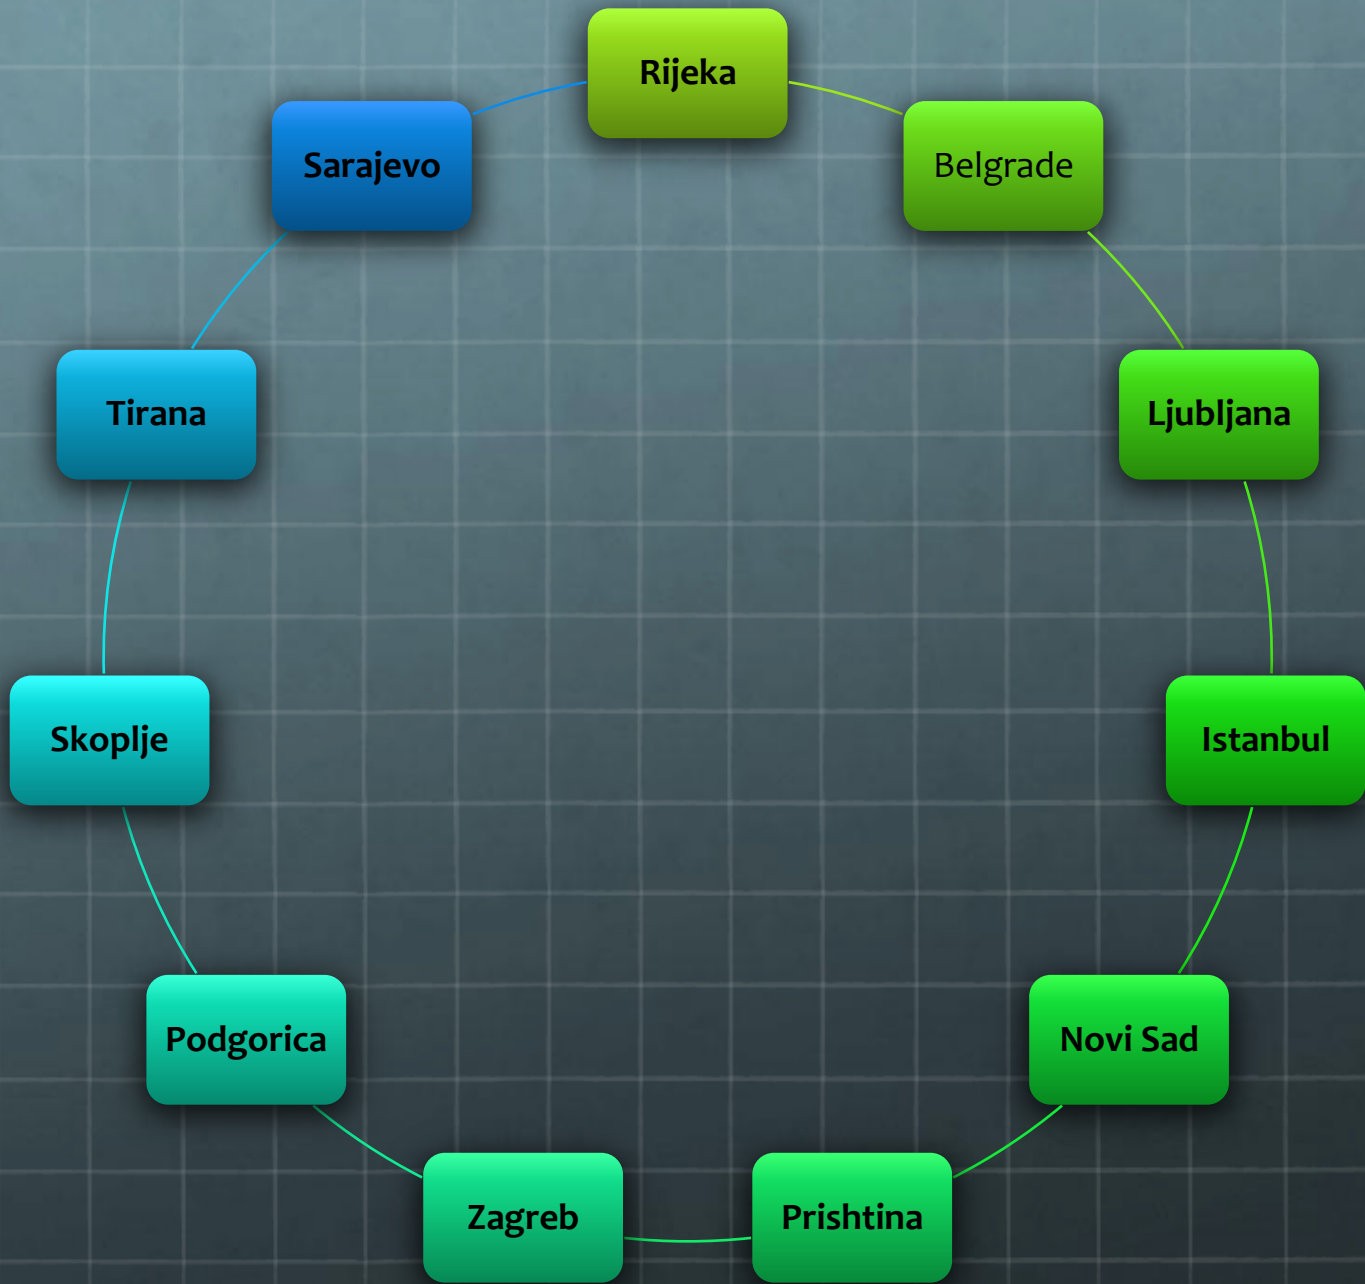 Rijeka
Belgrade
Ljubljana
Istanbul
Novi Sad
Prishtina
Zagreb
Podgorica
Skoplje
Tirana
Sarajevo